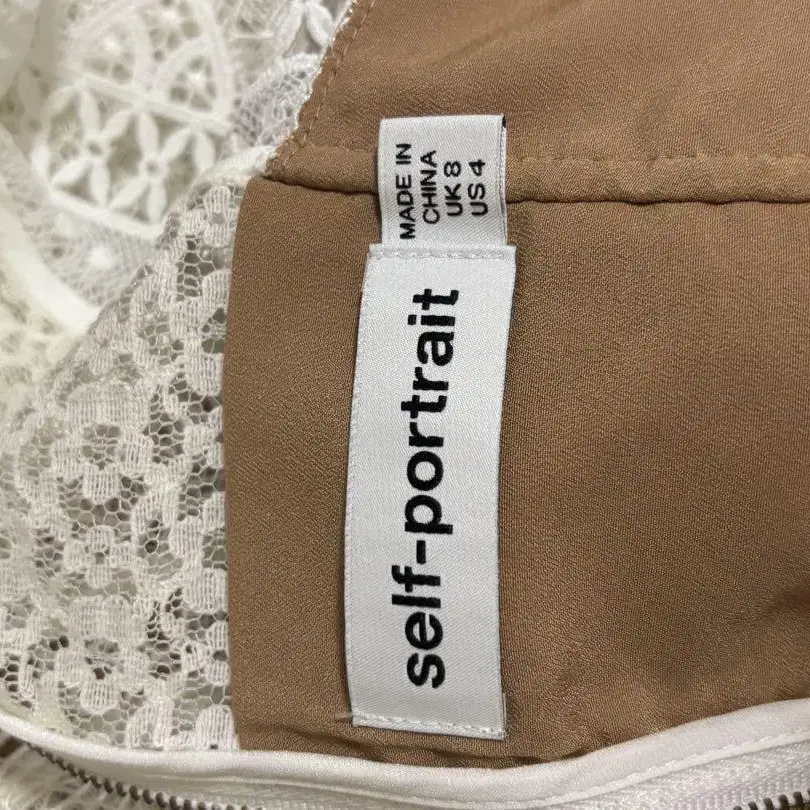 MADE IN
CHINA
UK 8
US 4
self-portrait